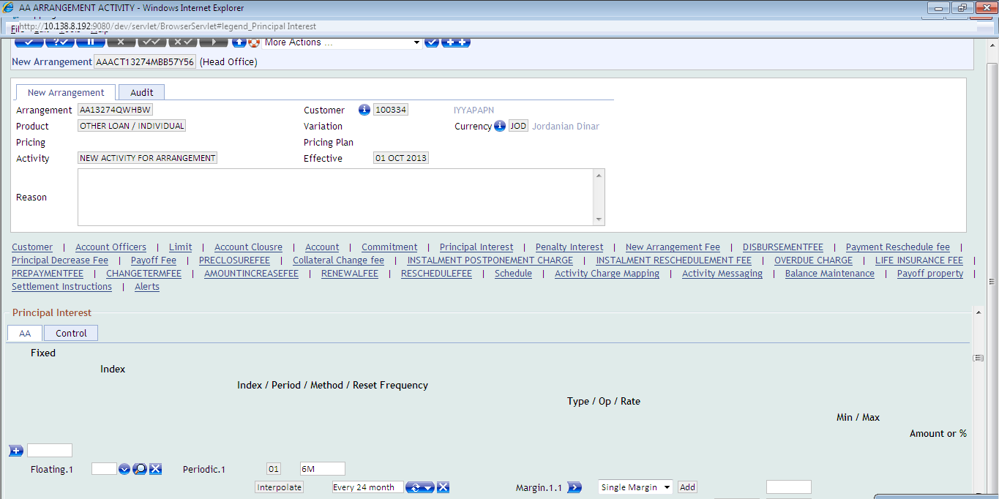 AA ARRANGEMENT ACTIVITY - Windows Internet Explorer
http://10.138.8.192:9080/dev/servlet/BrowserServlet#legend_Principal Interest
More Actions ...
New Arrangement AAACT13274MBB57Y56 (Head Office)
New Arrangement Audit
Arrangement AA13274QWHBW Customer 100334 IYYAPAPN
Product OTHER LOAN / INDIVIDUAL Variation Currency JOD Jordanian Dinar
Pricing Pricing Plan
Activity NEW ACTIVITY FOR ARRANGEMENT Effective 01 OCT 2013
Reason
Customer | Account Officers | Limit | Account Clousre | Account | Commitment | Principal Interest | Penalty Interest | New Arrangement Fee | DISBURSEMENTFEE | Payment Reschedule fee |
Principal Decrease Fee | Payoff Fee | PRECLOSUREFEE | Collateral Change fee | INSTALMENT POSTPONEMENT CHARGE | INSTALMENT RESCHEDULEMENT FEE | OVERDUE CHARGE | LIFE INSURANCE FEE |
PREPAYMENTFEE | CHANGETERMFEE | AMOUNTINCREASEFEE | RENEWALFEE | RESCHEDULEFEE | Schedule | Activity Charge Mapping | Activity Messaging | Balance Maintenance | Payoff property |
Settlement Instructions | Alerts
Principal Interest
AA Control
Fixed
Index
Index / Period / Method / Reset Frequency
Type / Op / Rate
Min / Max
Amount or %
Floating.1 Periodic.1 01 6M
Interpolate Every 24 month Margin.1.1 Single Margin Add